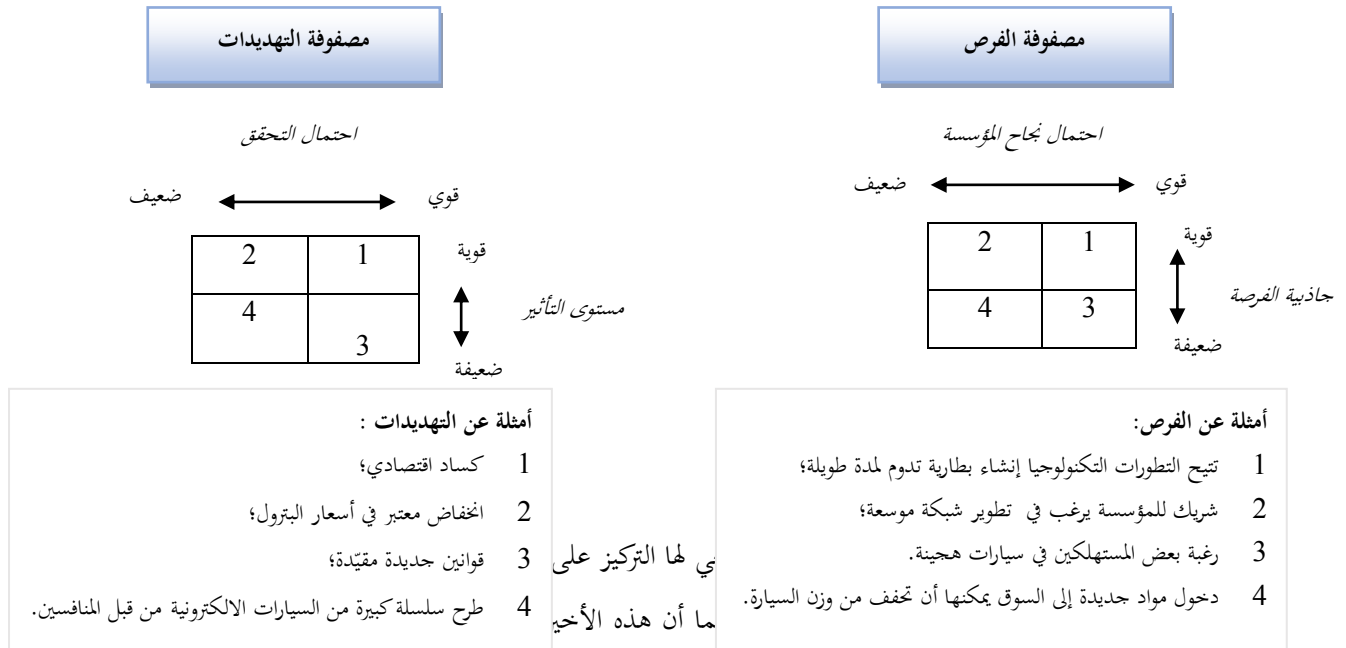 مصفوفة الفرص
احتمال نجاح المؤسسة
قوي
ضعيف
1 2
3 4
قوية
جاذبية الفرصة
ضعيفة
أمثلة عن الفرص:
1 تتيح التطورات التكنولوجيا إنشاء بطارية تدوم لمدة طويلة؛
2 شريك للمؤسسة يرغب في تطوير شبكة موسعة؛
3 رغبة بعض المستهلكين في سيارات هجينة.
4 دخول مواد جديدة إلى السوق يمكنها أن تخفف من وزن السيارة.
مصفوفة التهديدات
احتمال التحقق
قوي
ضعيف
1 2
3 4
قوية
مستوى التأثير
ضعيفة
أمثلة عن التهديدات :
1 كساد اقتصادي؛
2 انخفاض معتبر في أسعار البترول؛
3 قوانين جديدة مقيّدة؛
4 طرح سلسلة كبيرة من السيارات الالكترونية من قبل المنافسين.
لها التركيز على
أن هذه